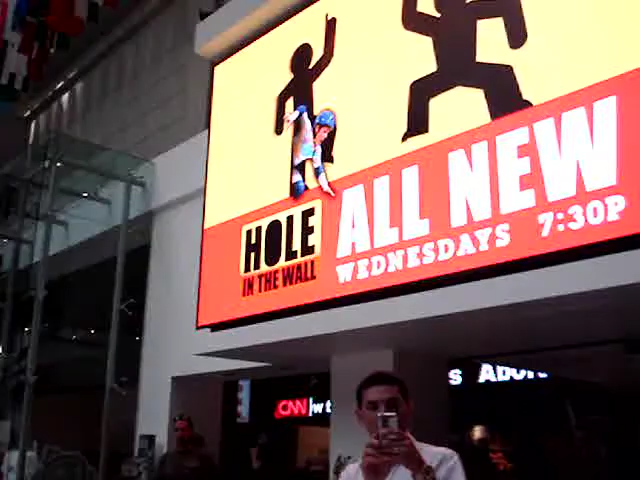 HOLE
IN THE WALL
ALL NEW
WEDNESDAYS 7:30P
CNN